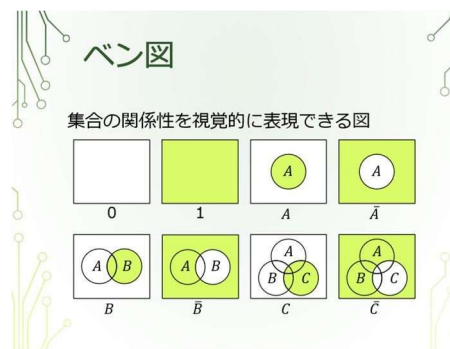 ベン図
集合の関係性を視覚的に表現できる図
A A
0 1 A Ā
A B A B A B C A B C
B B̄ C C̄